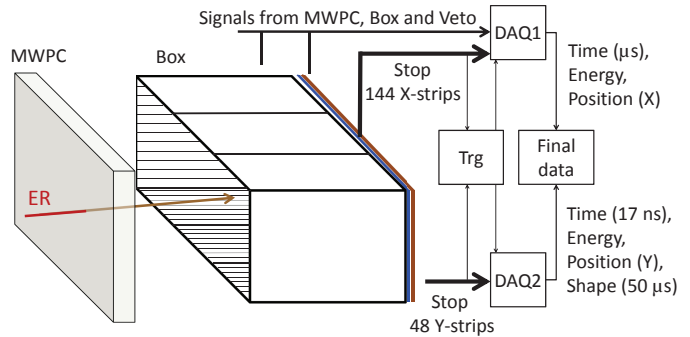 Signals from MWPC, Box and Veto
DAQ1
MWPC
Box
Stop
144 X-strips
Time (μs),
Energy,
Position (X)
Trg
Final
data
ER
Time (17 ns),
Energy,
Position (Y),
Shape (50 μs)
DAQ2
Stop
48 Y-strips